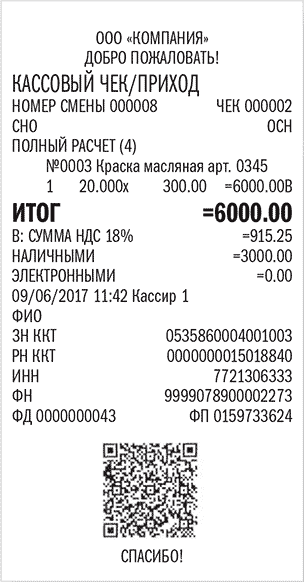 ООО «КОМПАНИЯ»
ДОБРО ПОЖАЛОВАТЬ!
КАССОВЫЙ ЧЕК/ПРИХОД
НОМЕР СМЕНЫ 000008 ЧЕК 000002
СНО ОСН
ПОЛНЫЙ РАСЧЕТ (4)
№0003 Краска масляная арт. 0345
1 20.000x 300.00 =6000.00В
ИТОГ =6000.00
В: СУММА НДС 18% =915.25
НАЛИЧНЫМИ =3000.00
ЭЛЕКТРОННЫМИ =0.00
09/06/2017 11:42 Кассир 1
ФИО
ЗН ККТ 0535860004001003
РН ККТ 0000000015018840
ИНН 7721306333
ФН 9999078900002273
ФД 0000000043 ФП 0159733624
СПАСИБО!